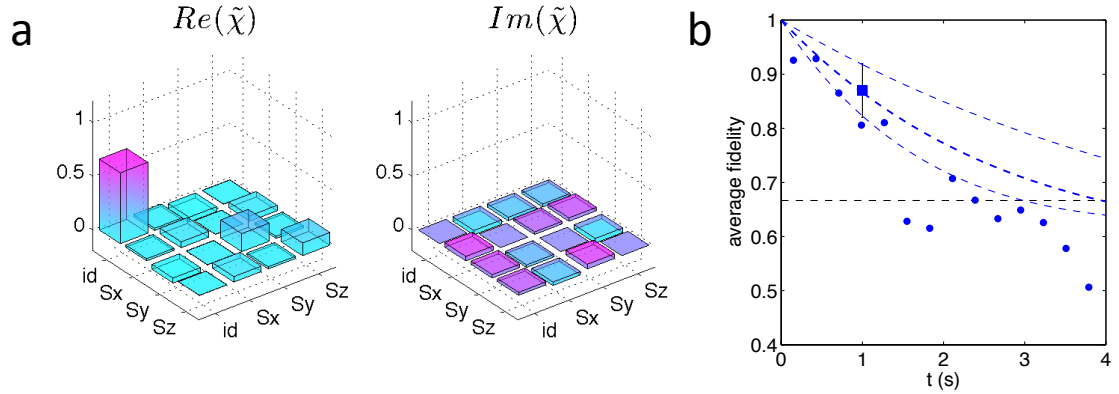 a
Re(χ̃)
1
0.5
0
id
Sx
Sy
Sz
id
Sx
Sy
Sz
Im(χ̃)
1
0.5
0
id
Sx
Sy
Sz
id
Sx
Sy
Sz
b
average fidelity
1
0.9
0.8
0.7
0.6
0.5
0.4
0 1 2 3 4
t (s)